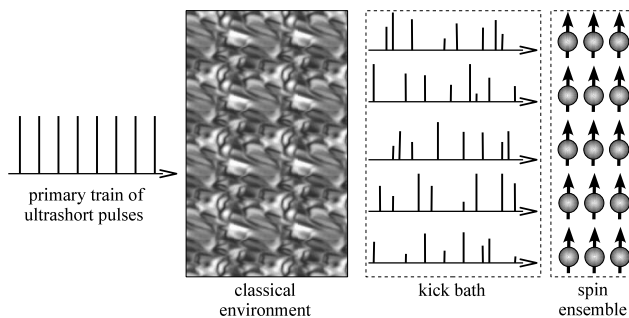 primary train of
ultrashort pulses
classical
environment
kick bath
spin
ensemble